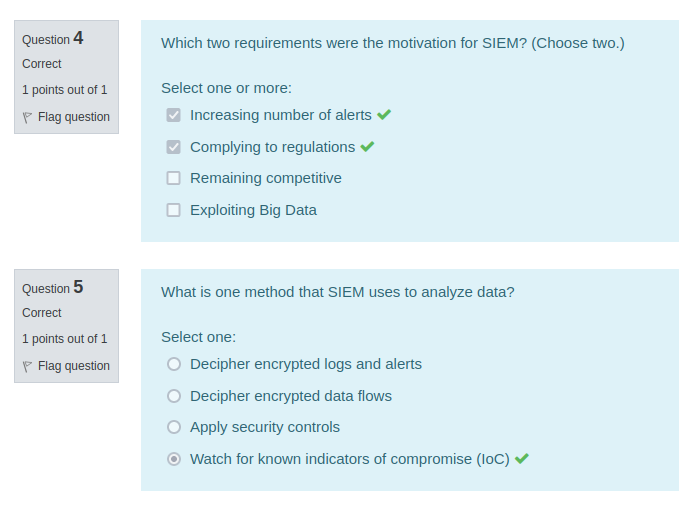 Question 4
Correct
1 points out of 1
Flag question
Which two requirements were the motivation for SIEM? (Choose two.)
Select one or more:
Increasing number of alerts
Complying to regulations
Remaining competitive
Exploiting Big Data
Question 5
Correct
1 points out of 1
Flag question
What is one method that SIEM uses to analyze data?
Select one:
Decipher encrypted logs and alerts
Decipher encrypted data flows
Apply security controls
Watch for known indicators of compromise (IoC)